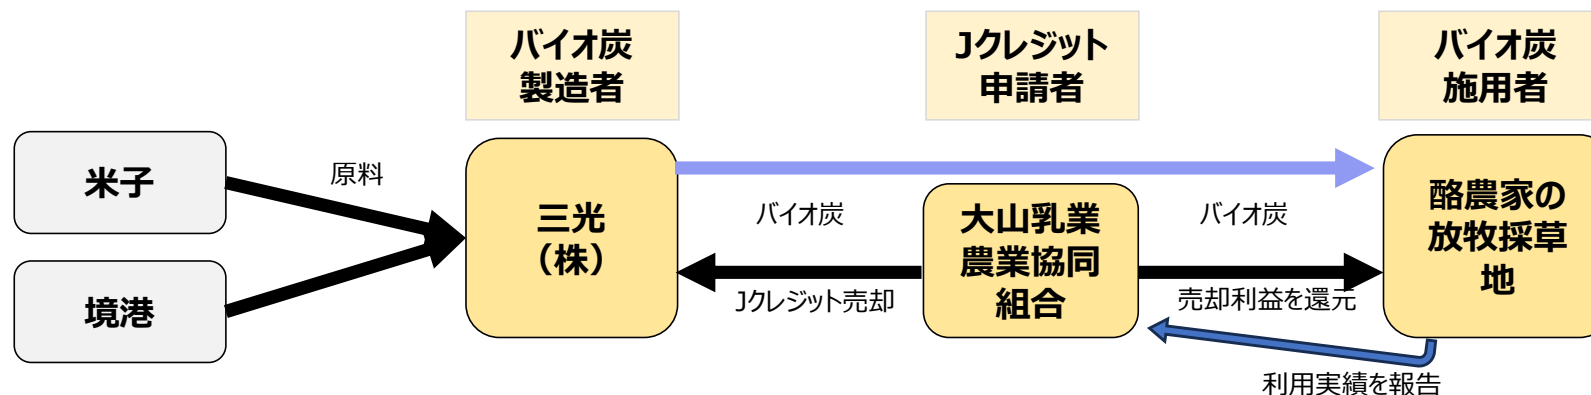 バイオ炭
製造者
Jクレジット
申請者
バイオ炭
施用者
米子
原料
境港
三光
（株）
バイオ炭
バイオ炭
大山乳業
農業協同
組合
Jクレジット売却
売却利益を還元
酪農家の
放牧採草
地
利用実績を報告